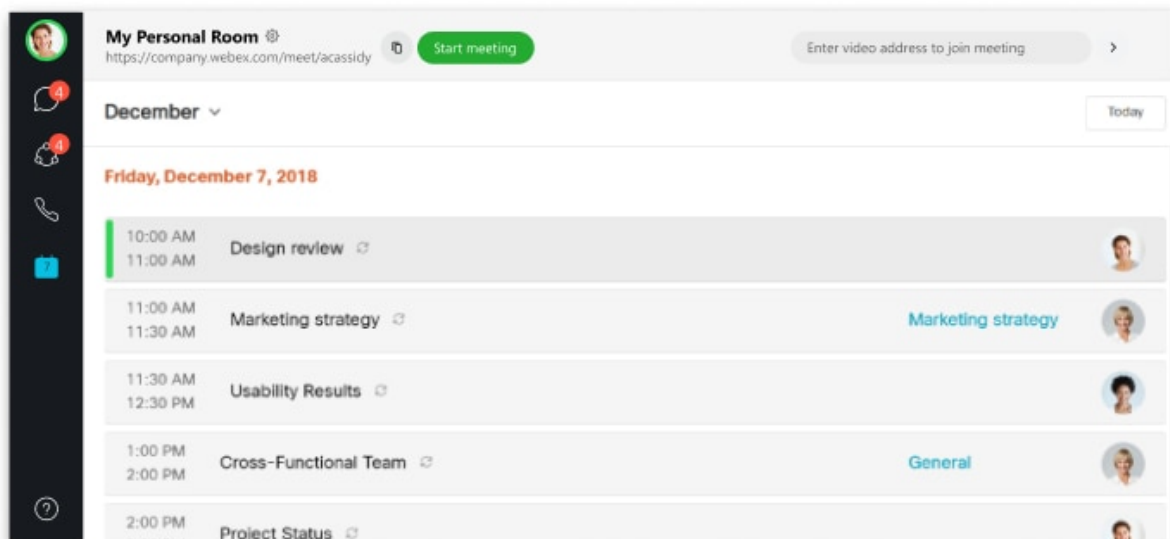 My Personal Room
https://company.webex.com/meet/acassidy
Start meeting
Enter video address to join meeting
4
December
Today
4
Friday, December 7, 2018
10:00 AM
11:00 AM
Design review
7
11:00 AM
11:30 AM
Marketing strategy
Marketing strategy
11:30 AM
12:30 PM
Usability Results
1:00 PM
2:00 PM
Cross-Functional Team
General
?
2:00 PM
Project Status